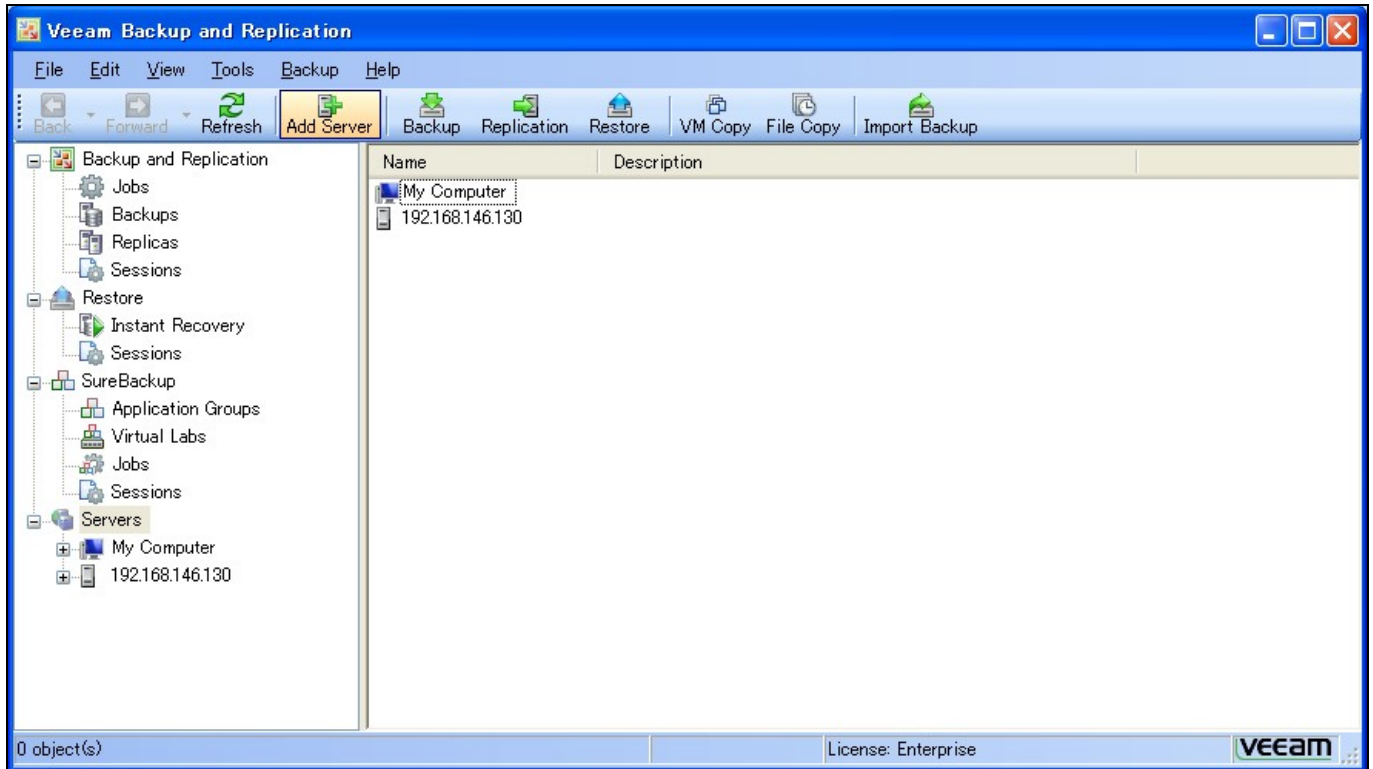 Veeam Backup and Replication
File Edit View Tools Backup Help
Back Forward Refresh Add Server Backup Replication Restore VM Copy File Copy Import Backup
Backup and Replication
Jobs
Backups
Replicas
Sessions
Restore
Instant Recovery
Sessions
SureBackup
Application Groups
Virtual Labs
Jobs
Sessions
Servers
My Computer
192.168.146.130
Name Description
My Computer
192.168.146.130
0 object(s) License: Enterprise veeam